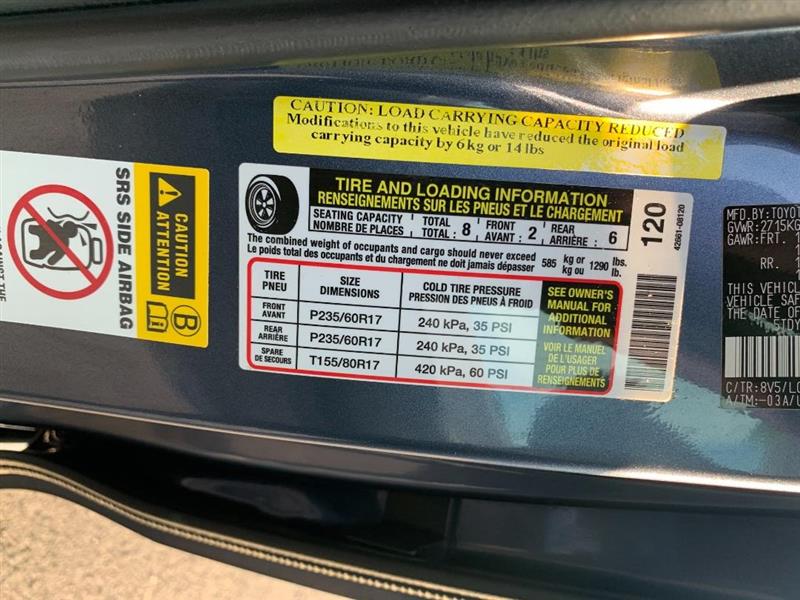 CAUTION: LOAD CARRYING CAPACITY REDUCED
Modifications to this vehicle have reduced the original load
carrying capacity by 6 kg or 14 lbs
TIRE AND LOADING INFORMATION
RENSEIGNEMENTS SUR LES PNEUS ET LE CHARGEMENT
SEATING CAPACITY
NOMBRE DE PLACES
TOTAL
TOTAL : 8
FRONT
AVANT : 2
REAR
ARRIÈRE : 6
The combined weight of occupants and cargo should never exceed 585 kg or 1290 lbs.
Le poids total des occupants et du chargement ne doit jamais dépasser kg ou lb.
TIRE
PNEU
SIZE
DIMENSIONS
COLD TIRE PRESSURE
PRESSION DES PNEUS À FROID
FRONT
AVANT
P235/60R17
240 kPa, 35 PSI
REAR
ARRIÈRE
P235/60R17
240 kPa, 35 PSI
SPARE
DE SECOURS
T155/80R17
420 kPa, 60 PSI
SEE OWNER'S
MANUAL FOR
ADDITIONAL
INFORMATION
VOIR LE MANUEL
DE L'USAGER
POUR PLUS DE
RENSEIGNEMENTS
120
42661-08120
CAUTION
ATTENTION
B
SRS SIDE AIRBAG
MFD.BY: TOYOT
GVWR: 2715KG
GAWR: FRT.
RR.
THIS VEHIC
VEHICLE SAF
THE DATE OF
5TDY
C/TR: 8V5/LC
A/TM: -03A/U